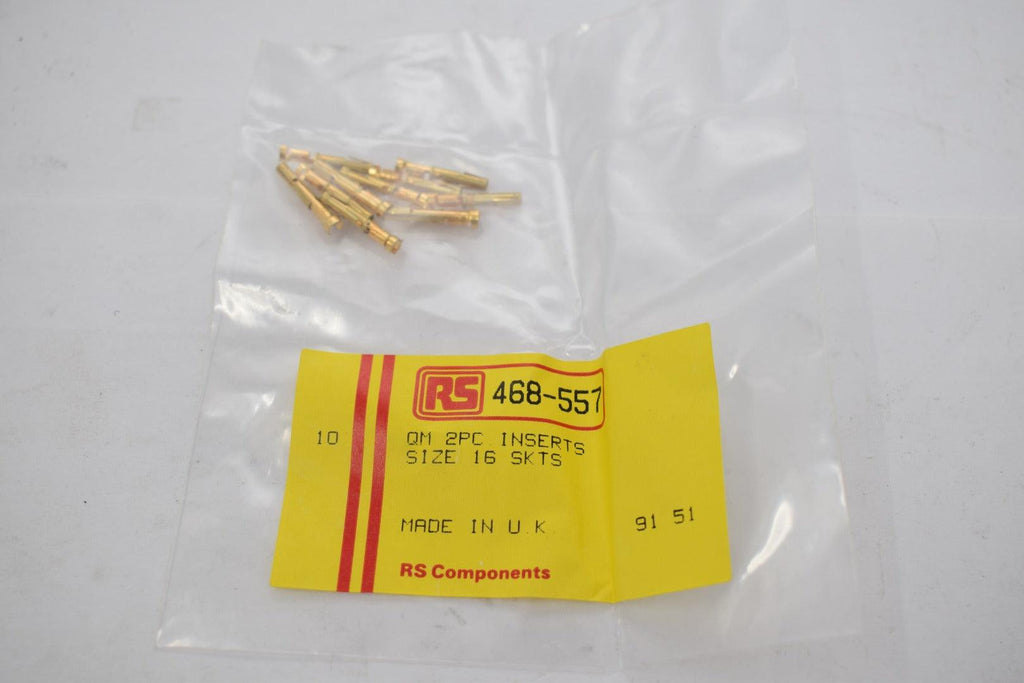 RS 468-557
10
QM 2PC INSERTS
SIZE 16 SKTS
MADE IN U.K.
91 51
RS Components